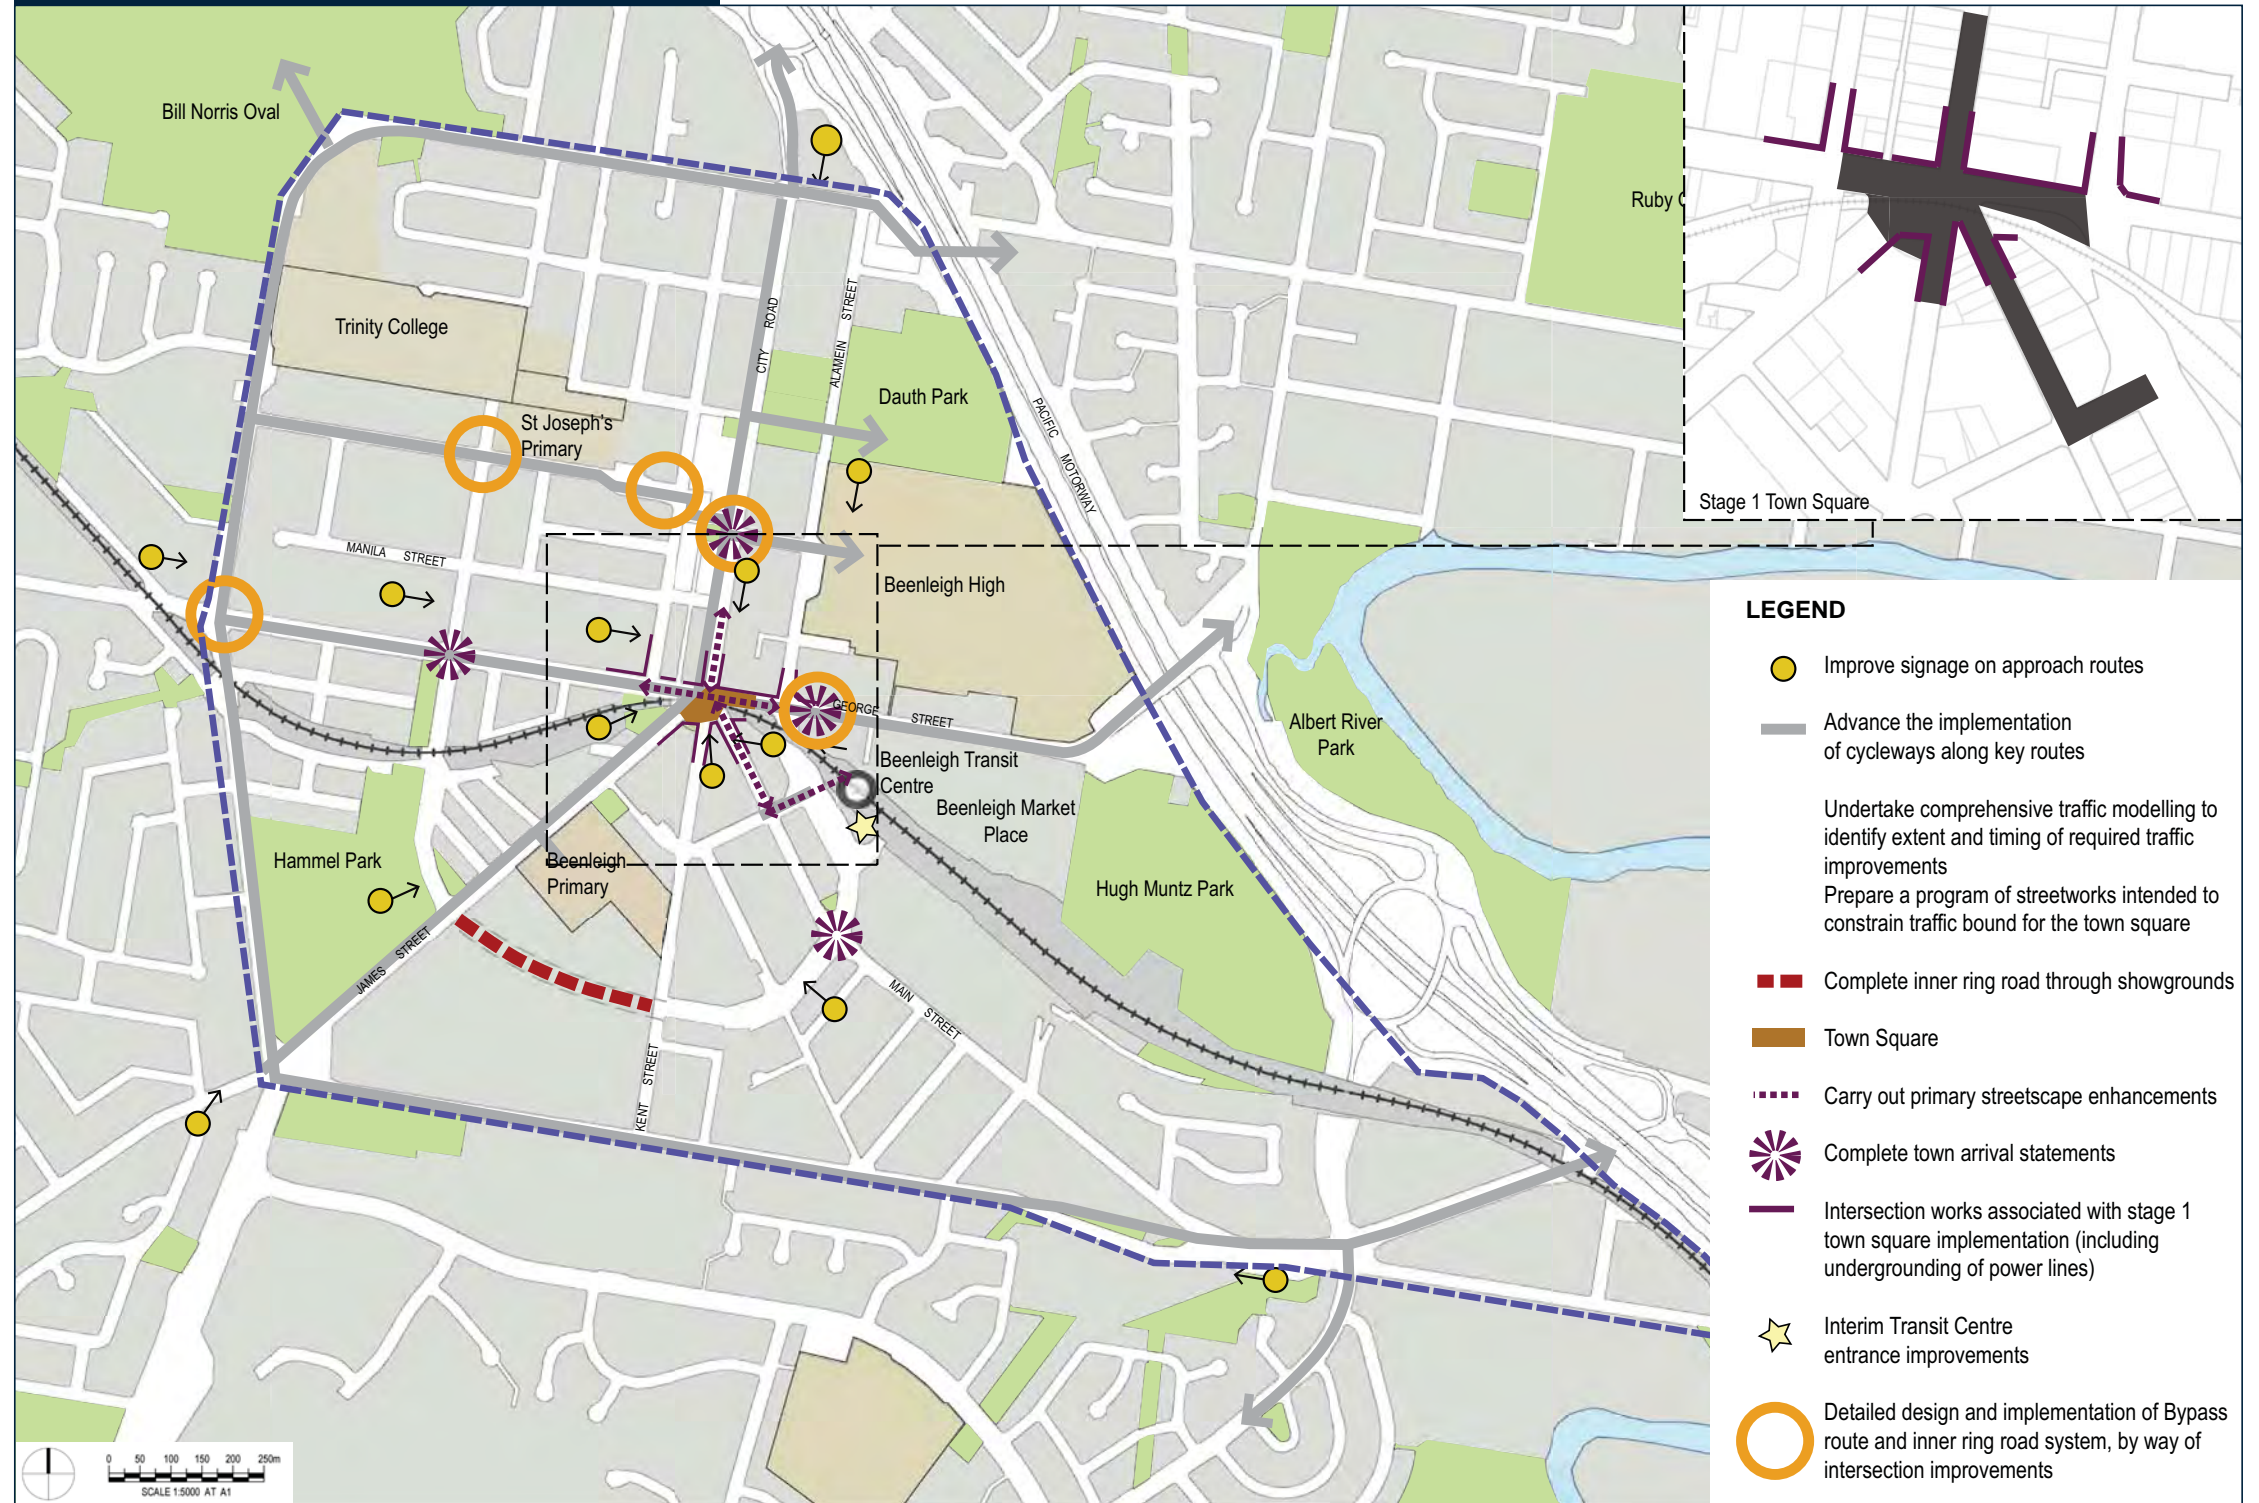 Bill Norris Oval
Ruby
Trinity College
CITY ROAD
ALAMEIN STREET
Dauth Park
PACIFIC MOTORWAY
St Joseph's
Primary
Stage 1 Town Square
MANILA STREET
Beenleigh High
GEORGE STREET
Albert River
Park
Beenleigh Transit
Centre
Beenleigh Market
Place
Hammel Park
Beenleigh
Primary
Hugh Muntz Park
JAMES STREET
MAIN STREET
KENT STREET
0 50 100 150 200 250m
SCALE 1:5000 AT A1
LEGEND
Improve signage on approach routes
Advance the implementation
of cycleways along key routes
Undertake comprehensive traffic modelling to
identify extent and timing of required traffic
improvements
Prepare a program of streetworks intended to
constrain traffic bound for the town square
Complete inner ring road through showgrounds
Town Square
Carry out primary streetscape enhancements
Complete town arrival statements
Intersection works associated with stage 1
town square implementation (including
undergrounding of power lines)
Interim Transit Centre
entrance improvements
Detailed design and implementation of Bypass
route and inner ring road system, by way of
intersection improvements